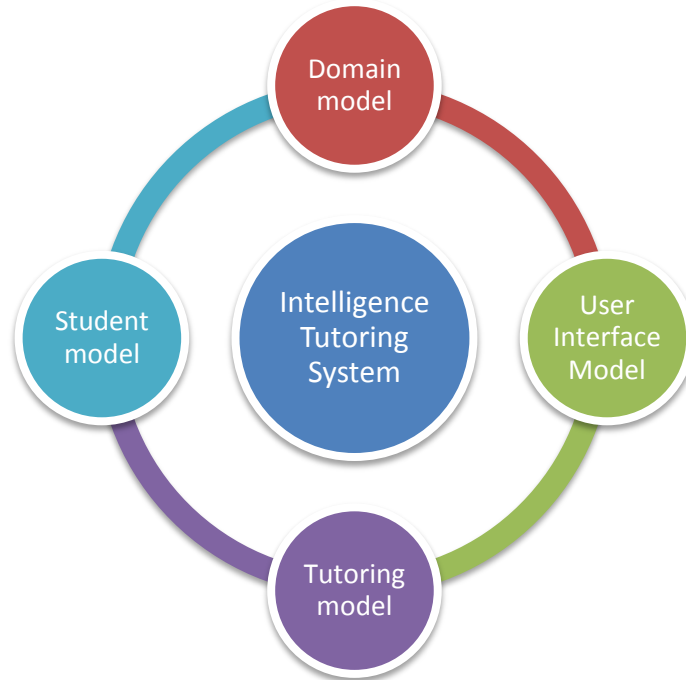 Domain
model
Student
model
Intelligence
Tutoring
System
User
Interface
Model
Tutoring
model